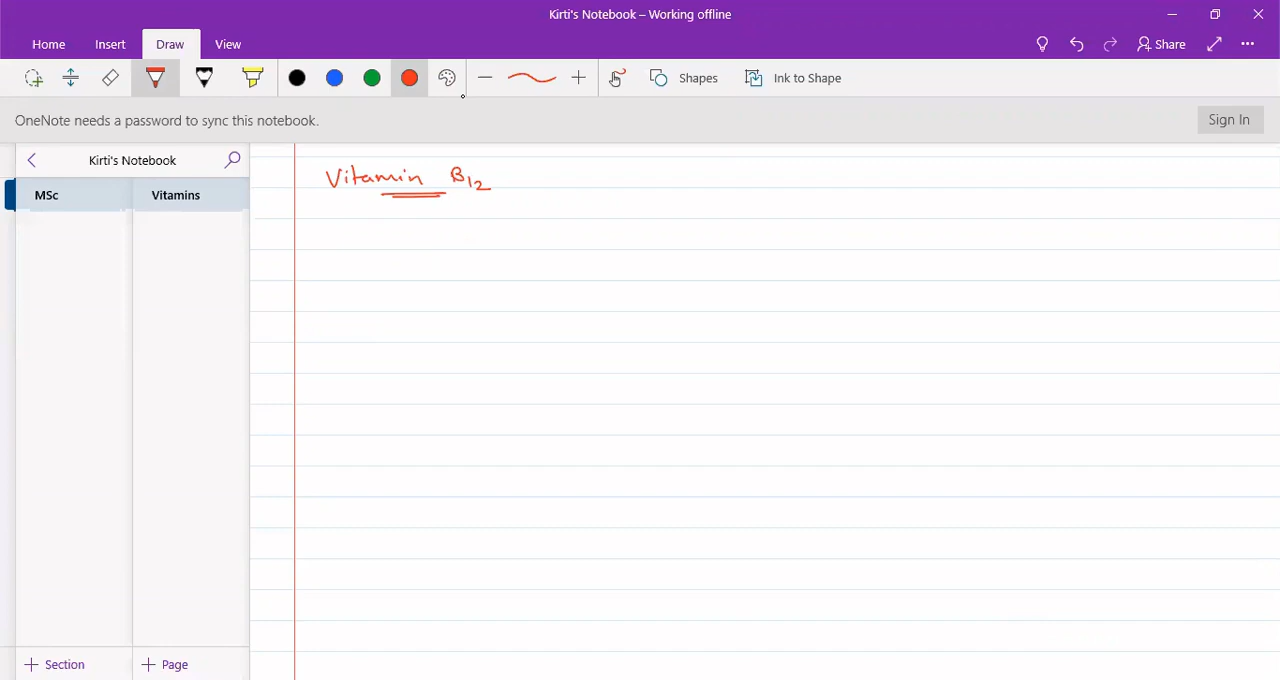 Kirti's Notebook – Working offline
Home Insert Draw View Share
Shapes Ink to Shape
OneNote needs a password to sync this notebook. Sign In
Kirti's Notebook
MSc Vitamins
Vitamin B12
+ Section + Page